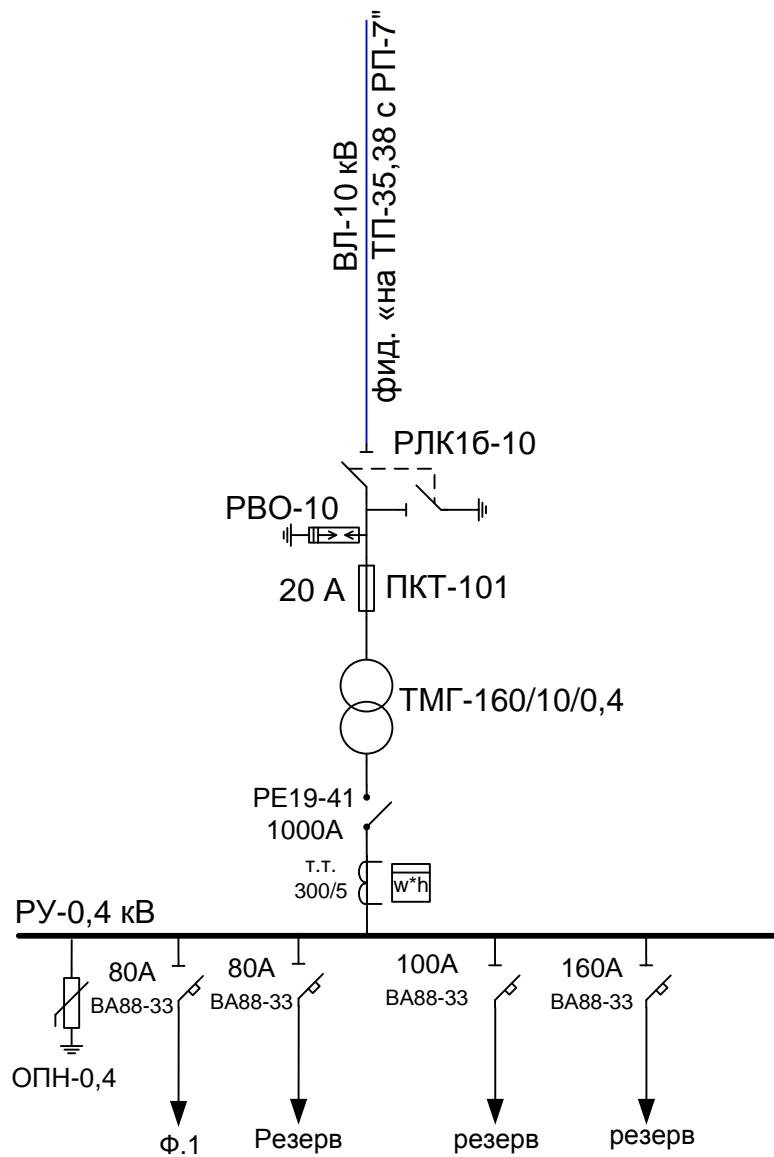 ВЛ-10 кВ
фид. «на ТП-35,38 с РП-7"
РЛК1б-10
РВО-10
20 А
ПКТ-101
ТМГ-160/10/0,4
РЕ19-41
1000А
т.т.
300/5
w*h
РУ-0,4 кВ
80А
ВА88-33
80А
ВА88-33
100А
ВА88-33
160А
ВА88-33
ОПН-0,4
Ф.1
Резерв
резерв
резерв